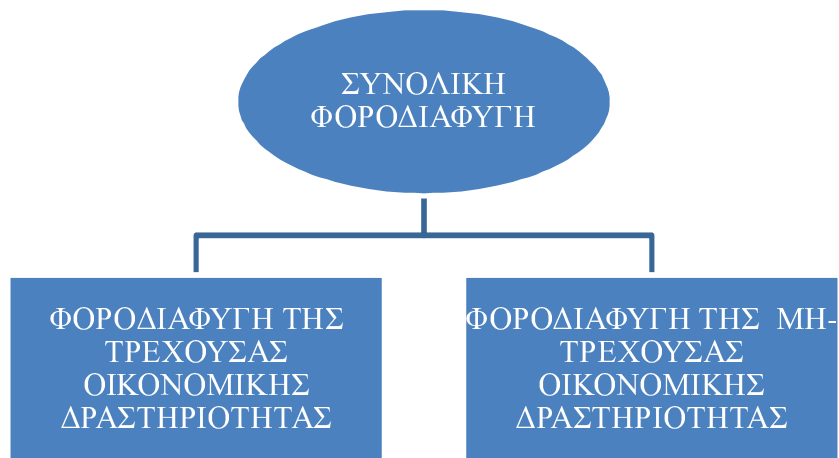 ΣΥΝΟΛΙΚΗ
ΦΟΡΟΔΙΑΦΥΓΗ
ΦΟΡΟΔΙΑΦΥΓΗ ΤΗΣ
ΤΡΕΧΟΥΣΑΣ
ΟΙΚΟΝΟΜΙΚΗΣ
ΔΡΑΣΤΗΡΙΟΤΗΤΑΣ
ΦΟΡΟΔΙΑΦΥΓΗ ΤΗΣ ΜΗ-
ΤΡΕΧΟΥΣΑΣ
ΟΙΚΟΝΟΜΙΚΗΣ
ΔΡΑΣΤΗΡΙΟΤΗΤΑΣ